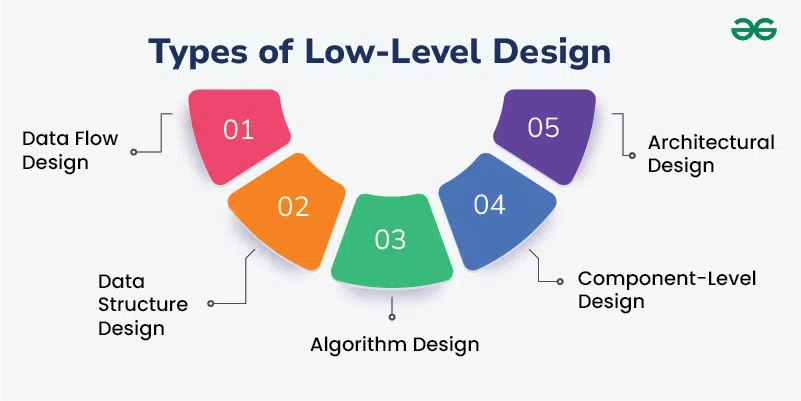 Types of Low-Level Design
01
Data Flow
Design
02
Data
Structure
Design
03
Algorithm Design
04
Component-Level
Design
05
Architectural
Design